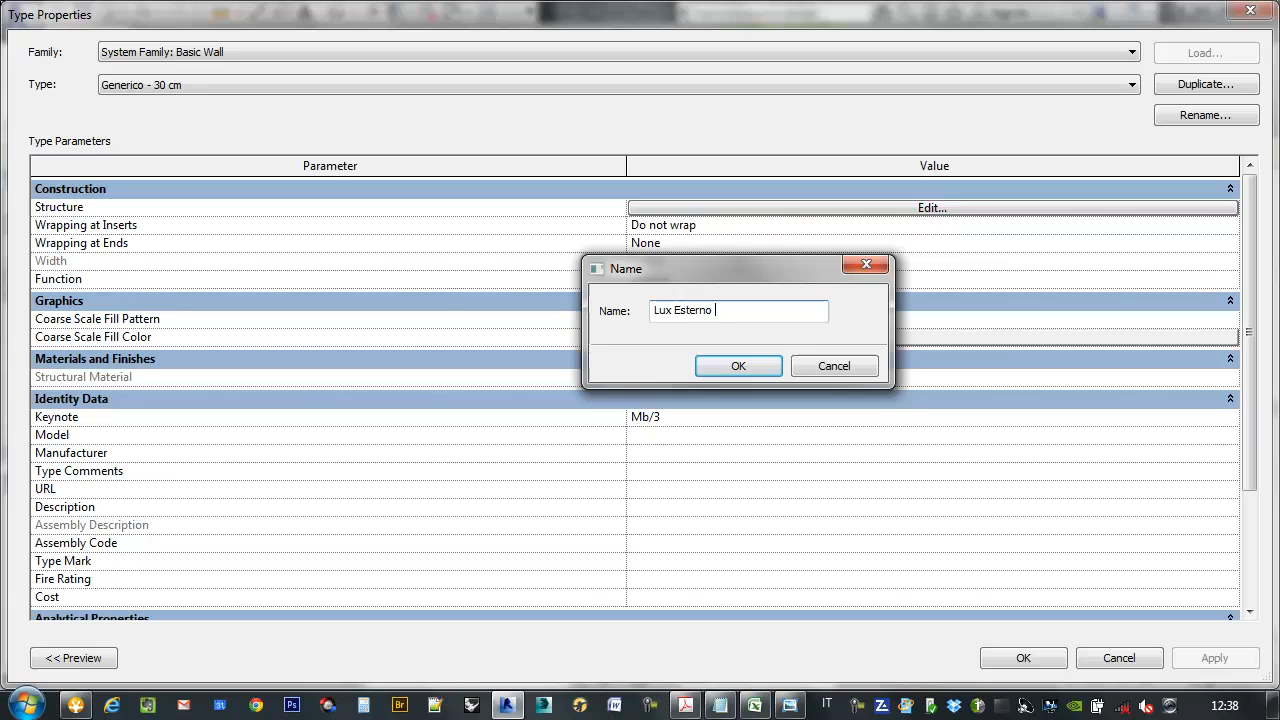 Type Properties
Family:
System Family: Basic Wall
Load...
Type:
Generico - 30 cm
Duplicate...
Rename...
Type Parameters
Parameter Value
Construction
Structure Edit...
Wrapping at Inserts Do not wrap
Wrapping at Ends None
Width
Function
Graphics
Coarse Scale Fill Pattern
Coarse Scale Fill Color
Materials and Finishes
Structural Material
Identity Data
Keynote Mb/3
Model
Manufacturer
Type Comments
URL
Description
Assembly Description
Assembly Code
Type Mark
Fire Rating
Cost
Analytical Properties
Name
Name: Lux Esterno
OK Cancel
<< Preview OK Cancel Apply
Ps Br IT 12:38